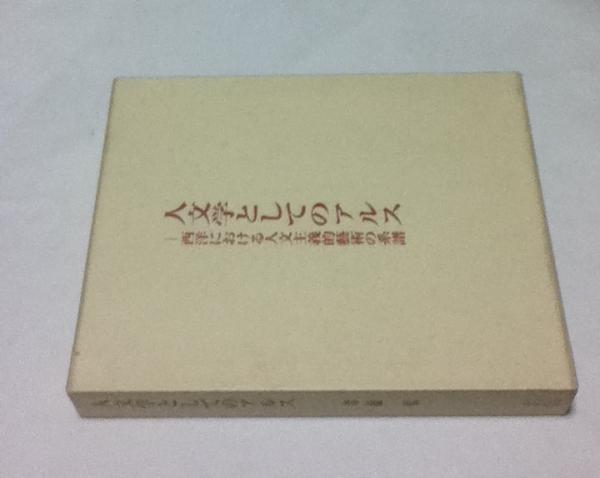 人文学としてのアルス
―西洋における人文主義的藝術の系譜
人文学としてのアルス